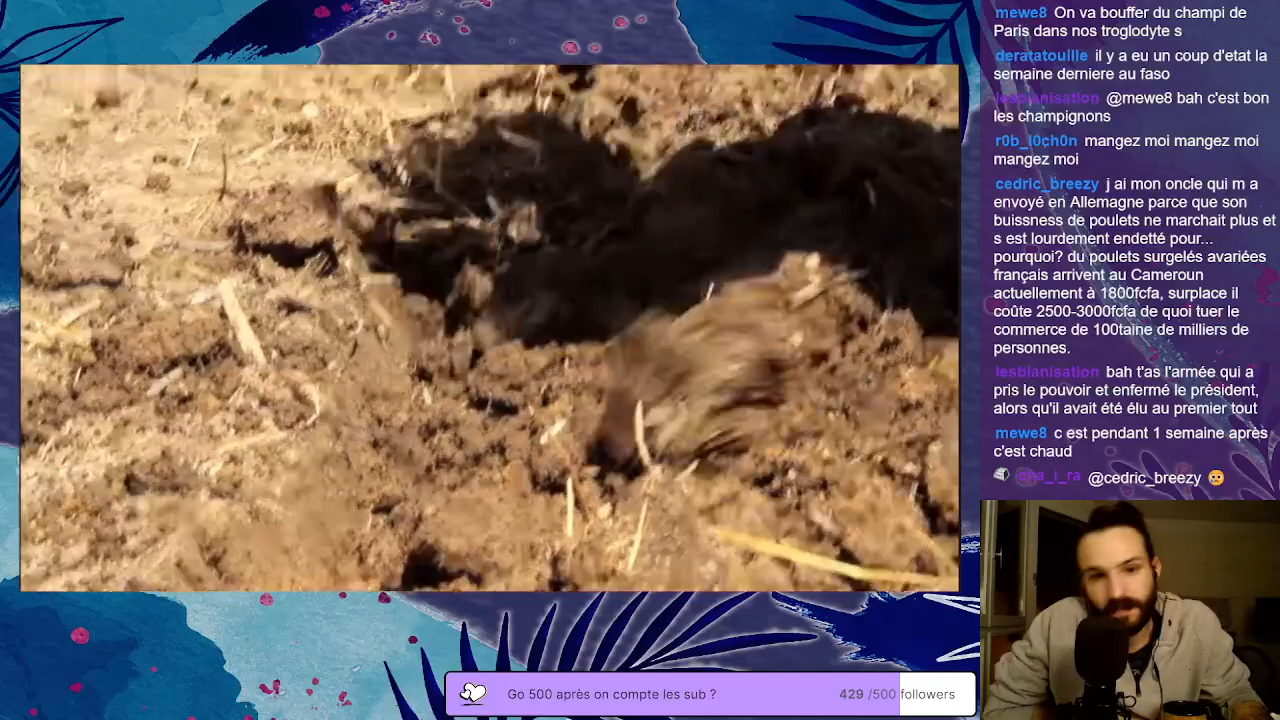 mewe8 On va bouffer du champi de
Paris dans nos troglodyte s
deratatouille il y a eu un coup d'etat la
semaine derniere au faso
lesbianisation @mewe8 bah c'est bon
les champignons
r0b_l0ch0n mangez moi mangez moi
mangez moi
cedric_breezy j ai mon oncle qui m a
envoyé en Allemagne parce que son
buissness de poulets ne marchait plus et
s est lourdement endetté pour...
pourquoi? du poulets surgelés avariées
français arrivent au Cameroun
actuellement à 1800fcfa, surplace il
coûte 2500-3000fcfa de quoi tuer le
commerce de 100taine de milliers de
personnes.
lesbianisation bah t'as l'armée qui a
pris le pouvoir et enfermé le président,
alors qu'il avait été élu au premier tout
mewe8 c est pendant 1 semaine après
c'est chaud
@cedric_breezy
Go 500 après on compte les sub ? 429 /500 followers